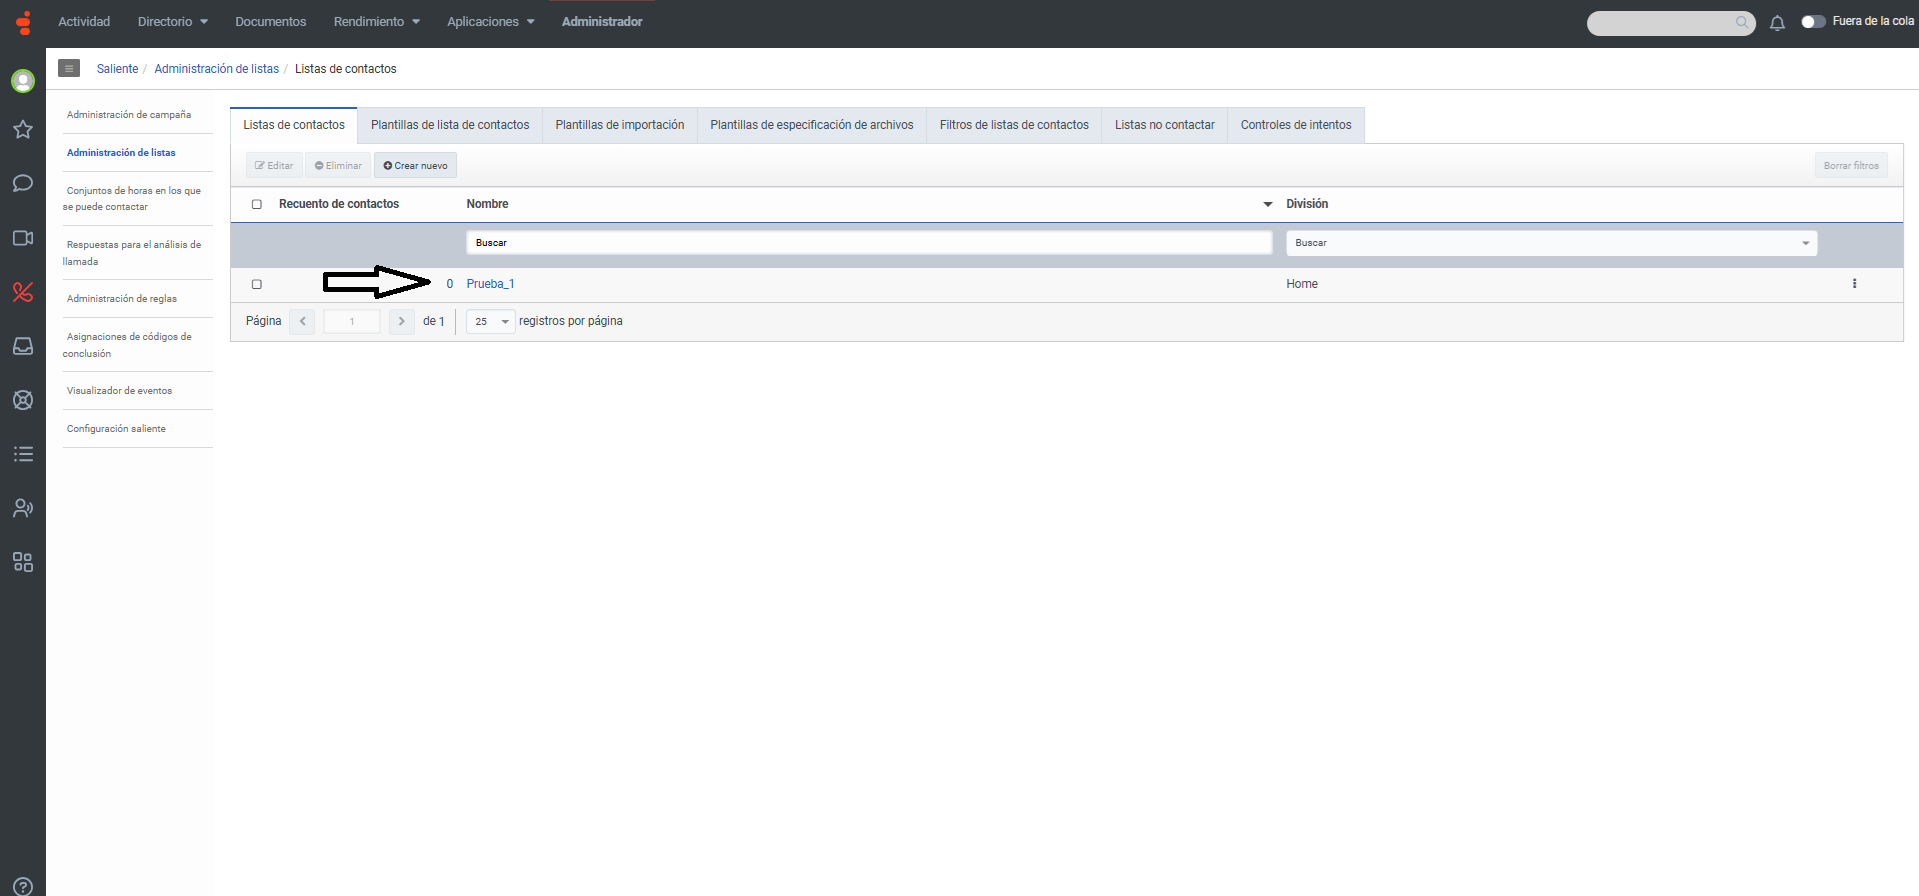 Actividad Directorio Documentos Rendimiento Aplicaciones Administrador Fuera de la cola
Saliente / Administración de listas / Listas de contactos
Administración de campaña
Administración de listas
Conjuntos de horas en los que
se puede contactar
Respuestas para el análisis de
llamada
Administración de reglas
Asignaciones de códigos de
conclusión
Visualizador de eventos
Configuración saliente
Listas de contactos Plantillas de lista de contactos Plantillas de importación Plantillas de especificación de archivos Filtros de listas de contactos Listas no contactar Controles de intentos
Editar Eliminar Crear nuevo Borrar filtros
Recuento de contactos Nombre División
Buscar Buscar
0 Prueba_1 Home
Página 1 de 1 25 registros por página